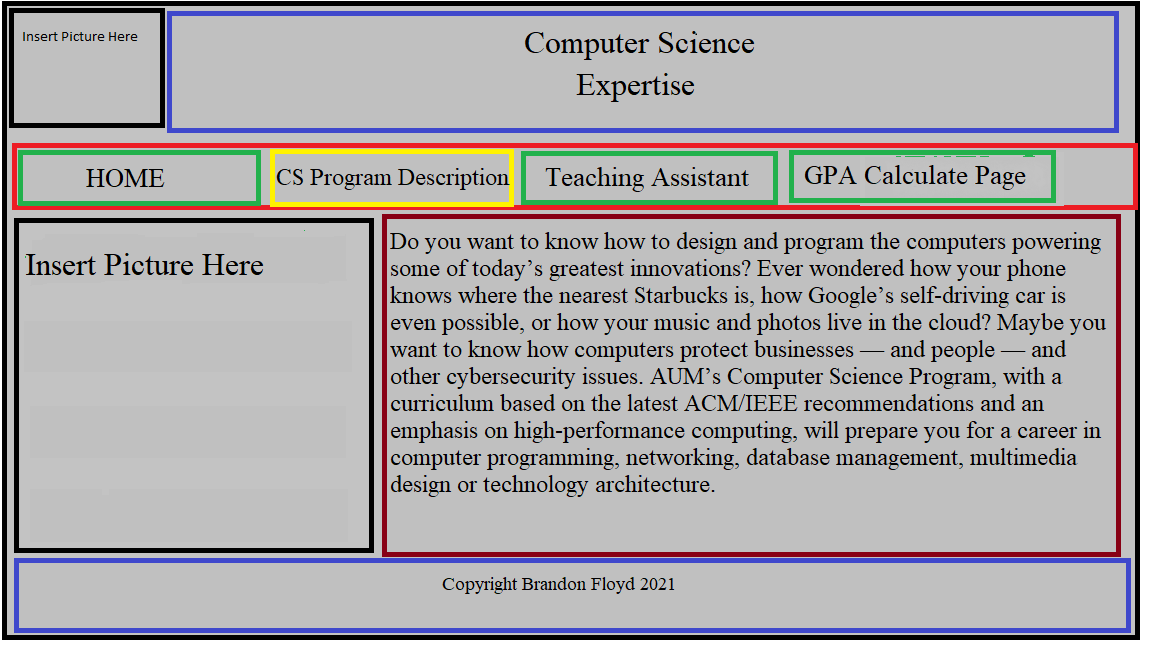 Insert Picture Here
Computer Science
Expertise
HOME
CS Program Description
Teaching Assistant
GPA Calculate Page
Insert Picture Here
Do you want to know how to design and program the computers powering
some of today’s greatest innovations? Ever wondered how your phone
knows where the nearest Starbucks is, how Google’s self-driving car is
even possible, or how your music and photos live in the cloud? Maybe you
want to know how computers protect businesses — and people — and
other cybersecurity issues. AUM’s Computer Science Program, with a
curriculum based on the latest ACM/IEEE recommendations and an
emphasis on high-performance computing, will prepare you for a career in
computer programming, networking, database management, multimedia
design or technology architecture.
Copyright Brandon Floyd 2021